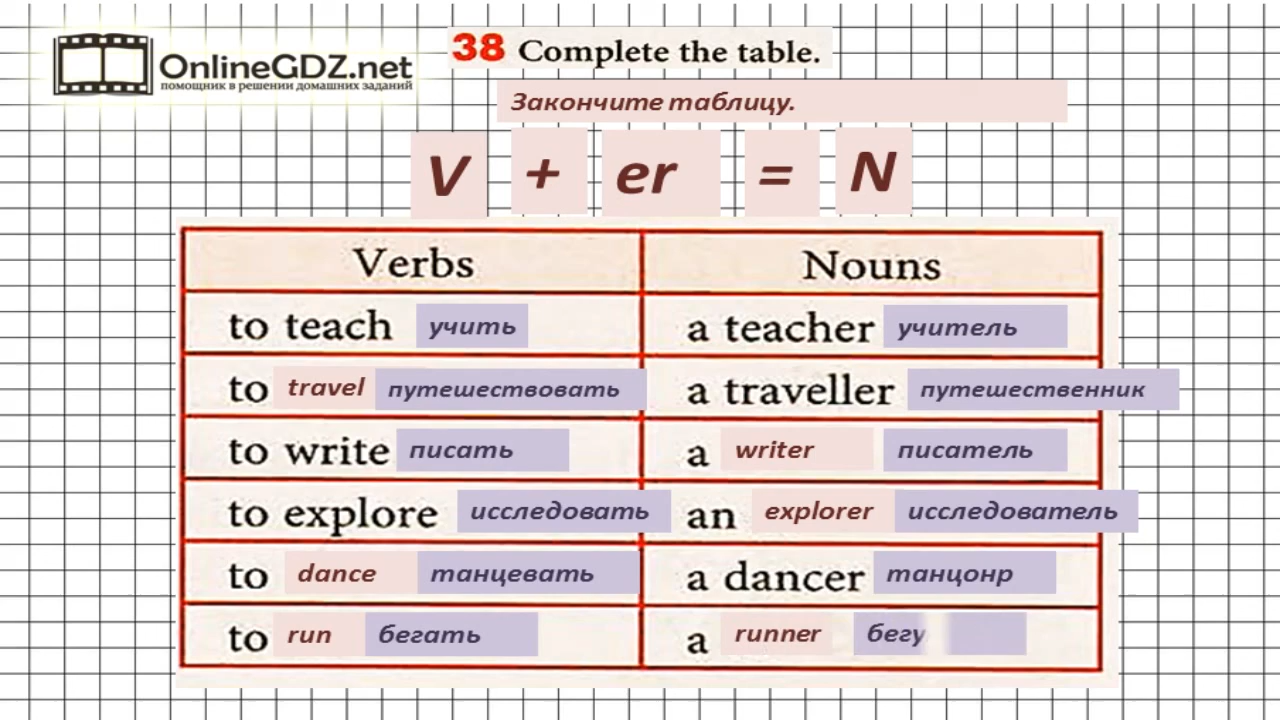 OnlineGDZ.net
помощник в решении домашних заданий
38 Complete the table.
Закончите таблицу.
V + er = N
Verbs Nouns
to teach учить a teacher учитель
to travel путешествовать a traveller путешественник
to write писать a writer писатель
to explore исследовать an explorer исследователь
to dance танцевать a dancer танцонр
to run бегать a runner бегу